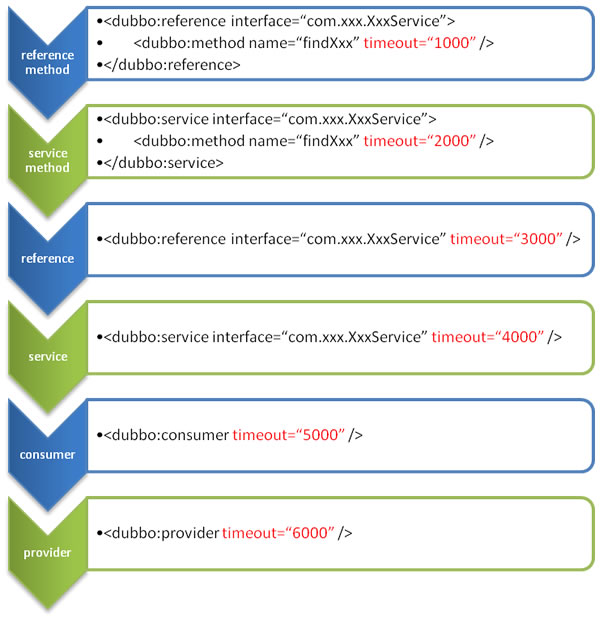 reference
method
•<dubbo:reference interface=“com.xxx.XxxService”>
• <dubbo:method name=“findXxx” timeout=“1000” />
•</dubbo:reference>
service
method
•<dubbo:service interface=“com.xxx.XxxService”>
• <dubbo:method name=“findXxx” timeout=“2000” />
•</dubbo:service>
reference
•<dubbo:reference interface=“com.xxx.XxxService” timeout=“3000” />
service
•<dubbo:service interface=“com.xxx.XxxService” timeout=“4000” />
consumer
•<dubbo:consumer timeout=“5000” />
provider
•<dubbo:provider timeout=“6000” />